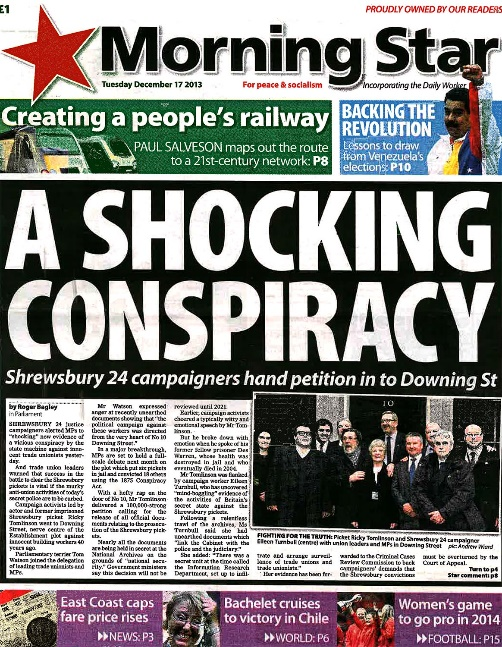 £1
PROUDLY OWNED BY OUR READERS
Morning Star
Tuesday December 17 2013
For peace & socialism
Incorporating the Daily Worker
Creating a people's railway
PAUL SALVESON maps out the route
to a 21st-century network: P8
BACKING THE
REVOLUTION
Lessons to draw
from Venezuela's
elections: P10
A SHOCKING
CONSPIRACY
Shrewsbury 24 campaigners hand petition in to Downing St
by Roger Bagley
in Parliament
SHREWSBURY 24 justice
campaigners alerted MPs to
"shocking" new evidence of
a vicious conspiracy by the
state machine against innocent
trade unionists yesterday.
And trade union leaders
warned that success in the
battle to clear the Shrewsbury
pickets is vital if the murky
anti-union activities of today's
state are to be curbed.
Campaign activists led by
actor and former imprisoned
Shrewsbury picket Ricky
Tomlinson went to Downing
Street, nerve centre of the
Establishment plot against
innocent building workers 40
years ago.
Parliamentary terrier Tom
Watson joined the delegation
of leading trade unionists and
MPs.
Mr Watson expressed
anger at recently unearthed
documents showing that "the
political campaign against
these workers was directed
from the very heart of No 10
Downing Street."
In a major breakthrough,
MPs are set to hold a full-
scale debate next month on
the plot which put six pickets
in jail and convicted 18 others
using the 1875 Conspiracy
Act.
With a hefty rap on the
door of No 10, Mr Tomlinson
delivered a 100,000-strong
petition calling for the
release of all official documents
relating to the prosecution
of the Shrewsbury pickets.
Nearly all the documents
are being held in secret at the
National Archives on the
grounds of "national security."
Government ministers
say this decision will not be
reviewed until 2021.
Earlier, campaign activists
cheered a typically witty and
emotional speech by Mr Tomlinson.
But he broke down with
emotion when he spoke of his
former fellow prisoner Des
Warren, whose health was
destroyed in jail and who
eventually died in 2004.
Mr Tomlinson was flanked
by campaign worker Eileen
Turnbull, who has unearthed
"mind-boggling" evidence of
the activities of Britain's
secret state against the
Shrewsbury pickets.
Following a relentless
trawl of the archives, Ms
Turnbull said she had
unearthed documents which
"link the Cabinet with the
police and the judiciary."
She added: "There was a
secret unit at the time called
the Information Research
Department, set up to infil-
10
FIGHTING FOR THE TRUTH: Picket Ricky Tomlinson and Shrewsbury 24 campaigner
Eileen Turnbull (centre) with union leaders and MPs in Downing Street pic: Andrew Ward
trate and arrange surveillance
of trade unions and
trade unionists."
Her evidence has been for-
warded to the Criminal Cases
Review Commission to back
campaigners' demands that
the Shrewsbury convictions
must be overturned by the
Court of Appeal.
Turn to p4
Star comment: p8
East Coast caps
fare price rises
NEWS: P3
Bachelet cruises
to victory in Chile
WORLD: P6
Women's game
to go pro in 2014
FOOTBALL: P15